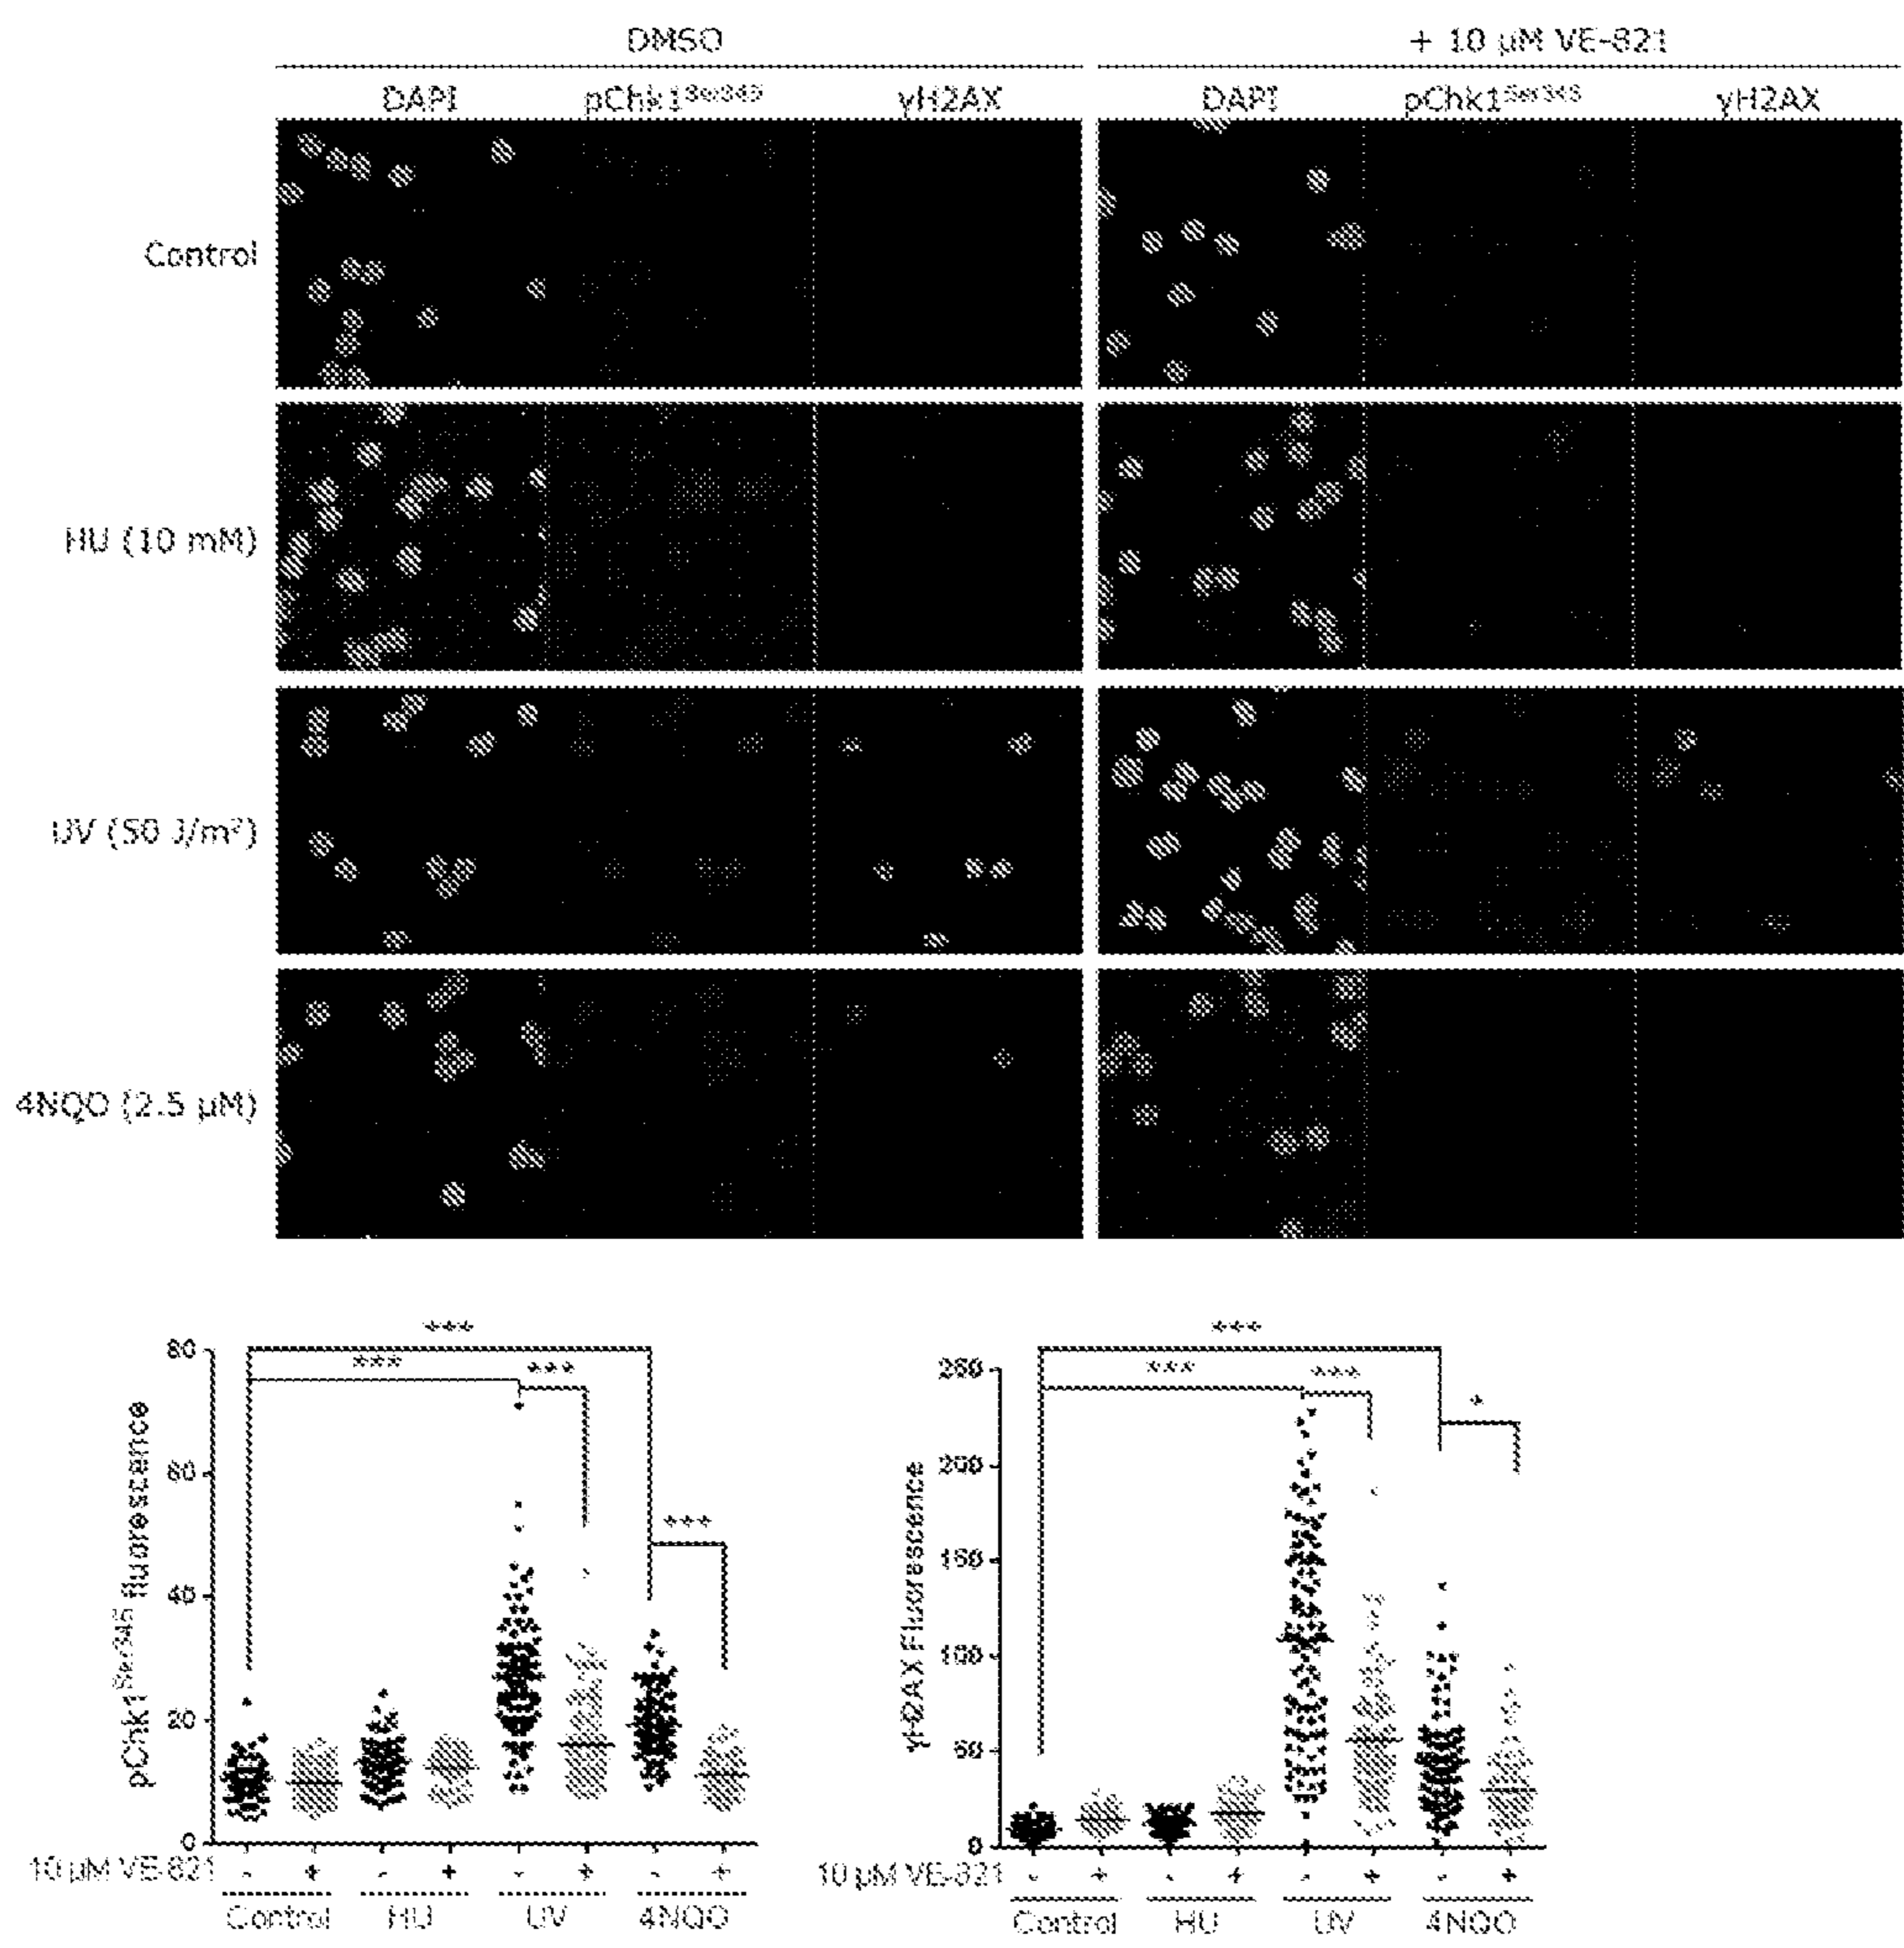 DMSO + 10 µM VE-821
DAPI pChk1Ser345 γH2AX DAPI pChk1Ser345 γH2AX
Control
HU (10 mM)
UV (50 J/m²)
4NQO (2.5 µM)
*** ***
*** *** *** ***
*
***
pChk1Ser345 fluorescence
80
60
40
20
0
γH2AX Fluorescence
250
200
150
100
50
0
10 µM VE-821 - + - + - + - +
Control HU UV 4NQO
10 µM VE-821 - + - + - + - +
Control HU UV 4NQO